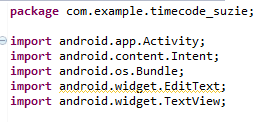 package com.example.timecode_suzie;
import android.app.Activity;
import android.content.Intent;
import android.os.Bundle;
import android.widget.EditText;
import android.widget.TextView;